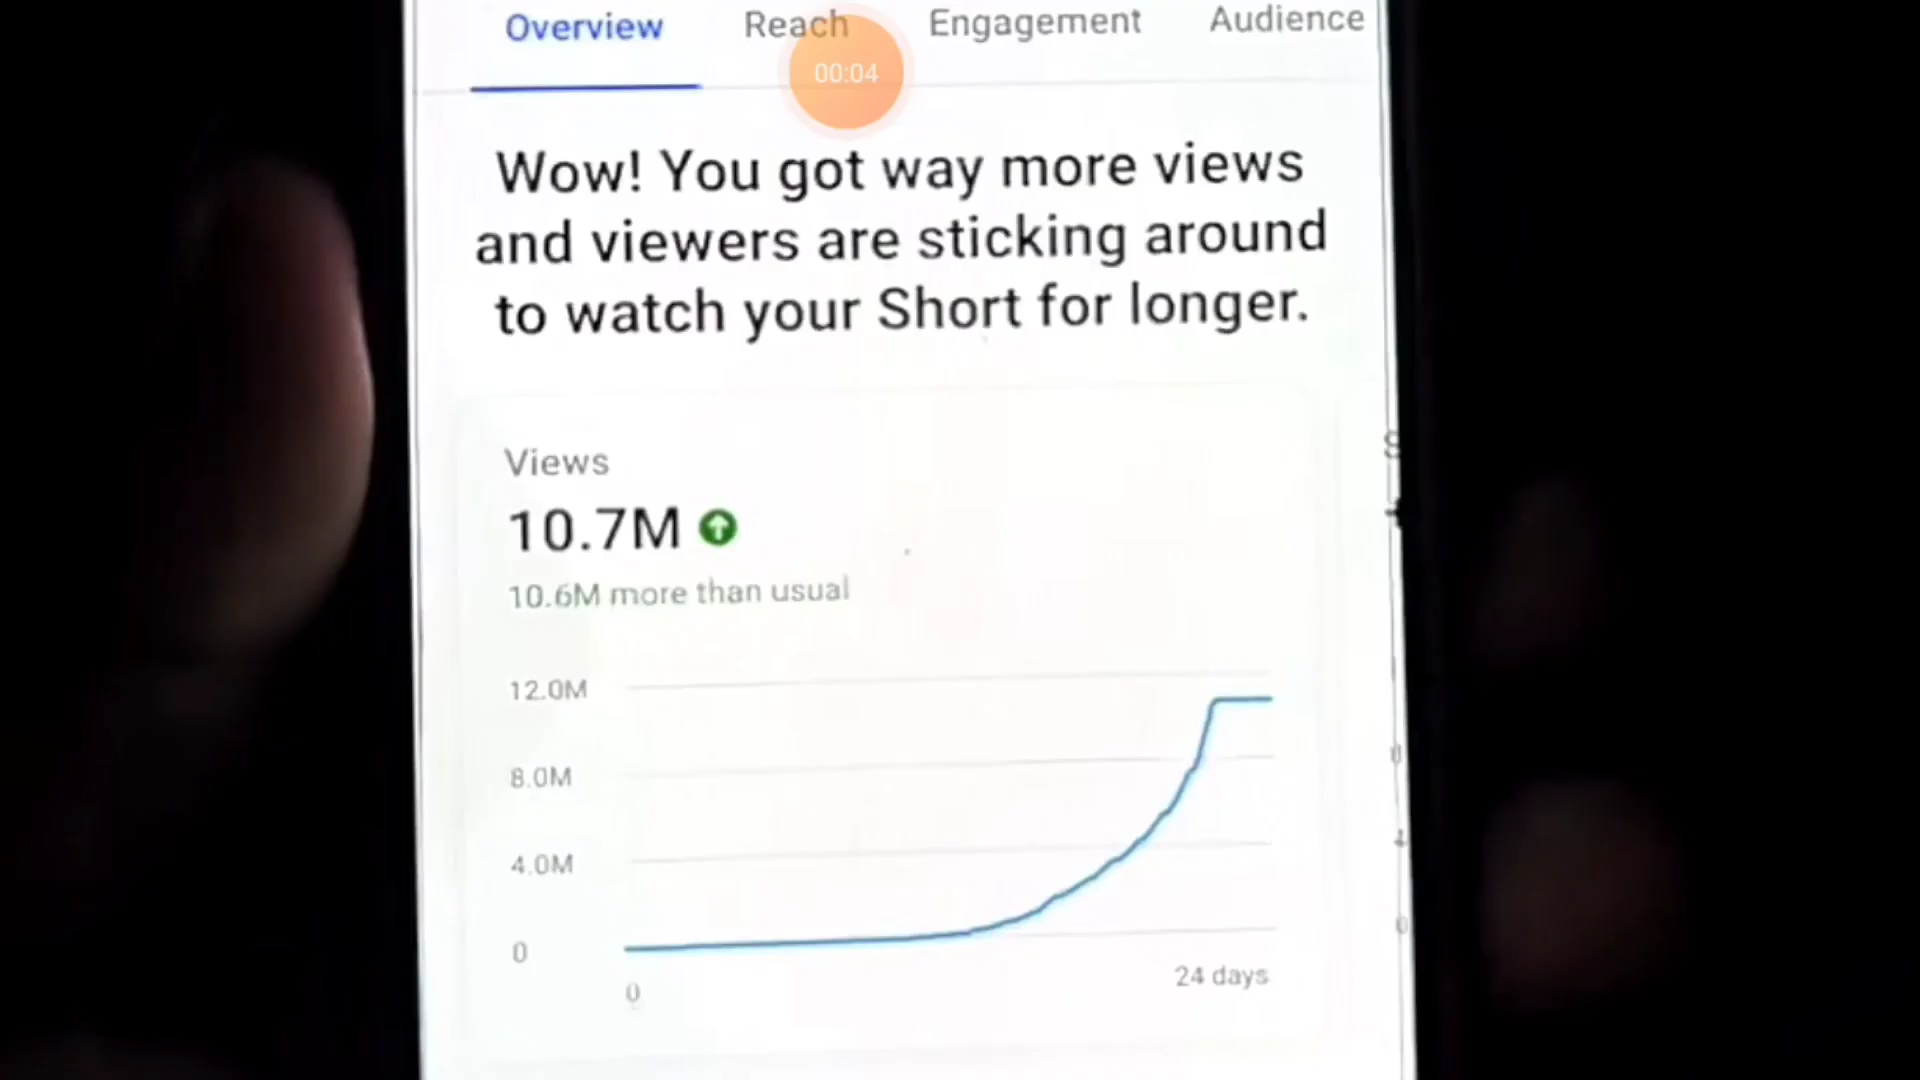 Overview Reach Engagement Audience
00:04
Wow! You got way more views
and viewers are sticking around
to watch your Short for longer.
Views
10.7M
10.6M more than usual
12.0M
8.0M
4.0M
0
0
24 days